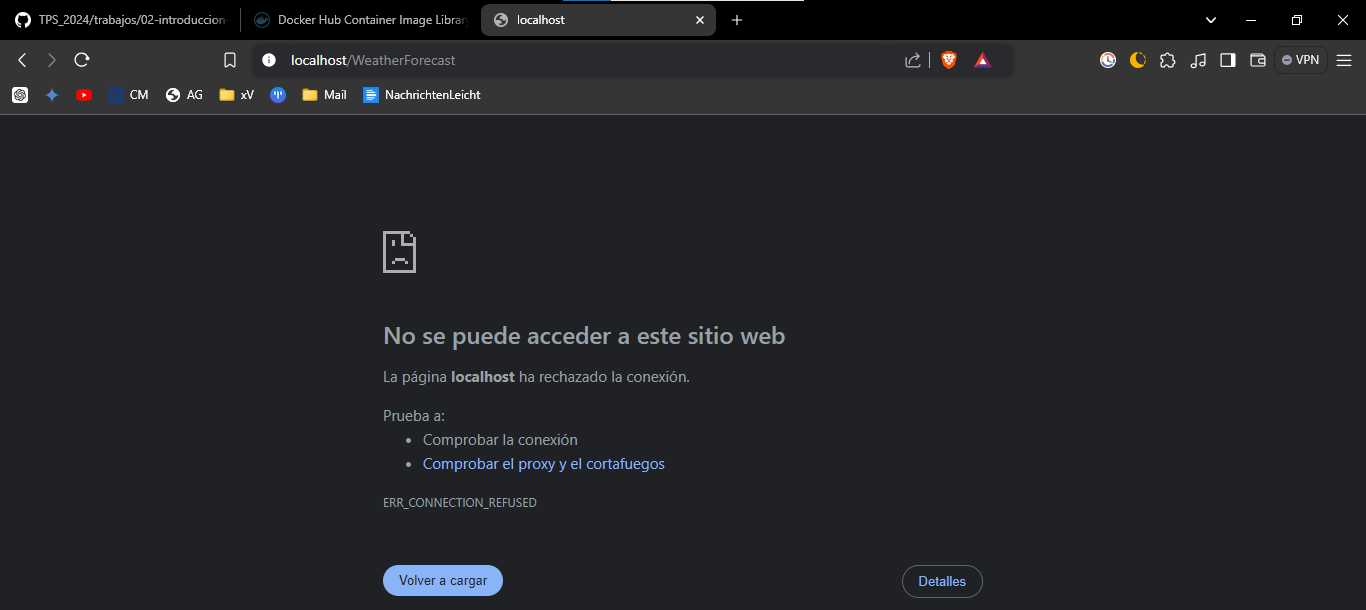 TPS_2024/trabajos/02-introduccion-
Docker Hub Container Image Librar
localhost
localhost/WeatherForecast
VPN
CM
AG
xV
Mail
NachrichtenLeicht
No se puede acceder a este sitio web
La página localhost ha rechazado la conexión.
Prueba a:
• Comprobar la conexión
• Comprobar el proxy y el cortafuegos
ERR_CONNECTION_REFUSED
Volver a cargar
Detalles